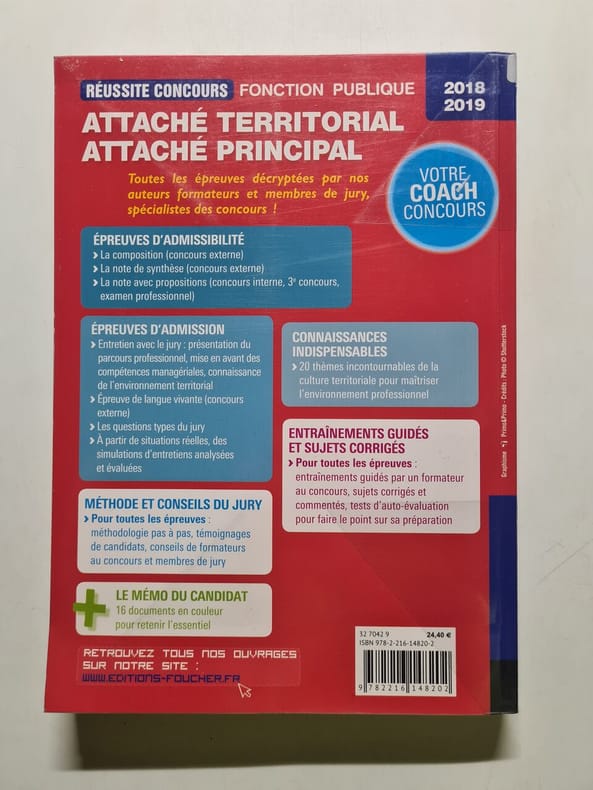 RÉUSSITE CONCOURS FONCTION PUBLIQUE
2018
2019
ATTACHÉ TERRITORIAL
ATTACHÉ PRINCIPAL
Toutes les épreuves décryptées par nos
auteurs formateurs et membres de jury,
spécialistes des concours !
VOTRE
COACH
CONCOURS
ÉPREUVES D'ADMISSIBILITÉ
› La composition (concours externe)
› La note de synthèse (concours externe)
› La note avec propositions (concours interne, 3e concours,
examen professionnel)
ÉPREUVES D'ADMISSION
› Entretien avec le jury : présentation du
parcours professionnel, mise en avant des
compétences managériales, connaissance
de l'environnement territorial
› Épreuve de langue vivante (concours
externe)
› Les questions types du jury
› À partir de situations réelles, des
simulations d'entretiens analysées
et évaluées
CONNAISSANCES
INDISPENSABLES
› 20 thèmes incontournables de la
culture territoriale pour maîtriser
l'environnement professionnel
ENTRAÎNEMENTS GUIDÉS
ET SUJETS CORRIGÉS
› Pour toutes les épreuves :
entraînements guidés par un formateur
au concours, sujets corrigés et
commentés, tests d'auto-évaluation
pour faire le point sur sa préparation
MÉTHODE ET CONSEILS DU JURY
› Pour toutes les épreuves :
méthodologie pas à pas, témoignages
de candidats, conseils de formateurs
au concours et membres de jury
+ LE MÉMO DU CANDIDAT
16 documents en couleur
pour retenir l'essentiel
RETROUVEZ TOUS NOS OUVRAGES
SUR NOTRE SITE :
WWW.EDITIONS-FOUCHER.FR
32 7042 9 24,40 €
ISBN 978-2-216-14820-2
9 782216 148202
Graphisme : Primo&Primo - Crédits : Photo © Shutterstock